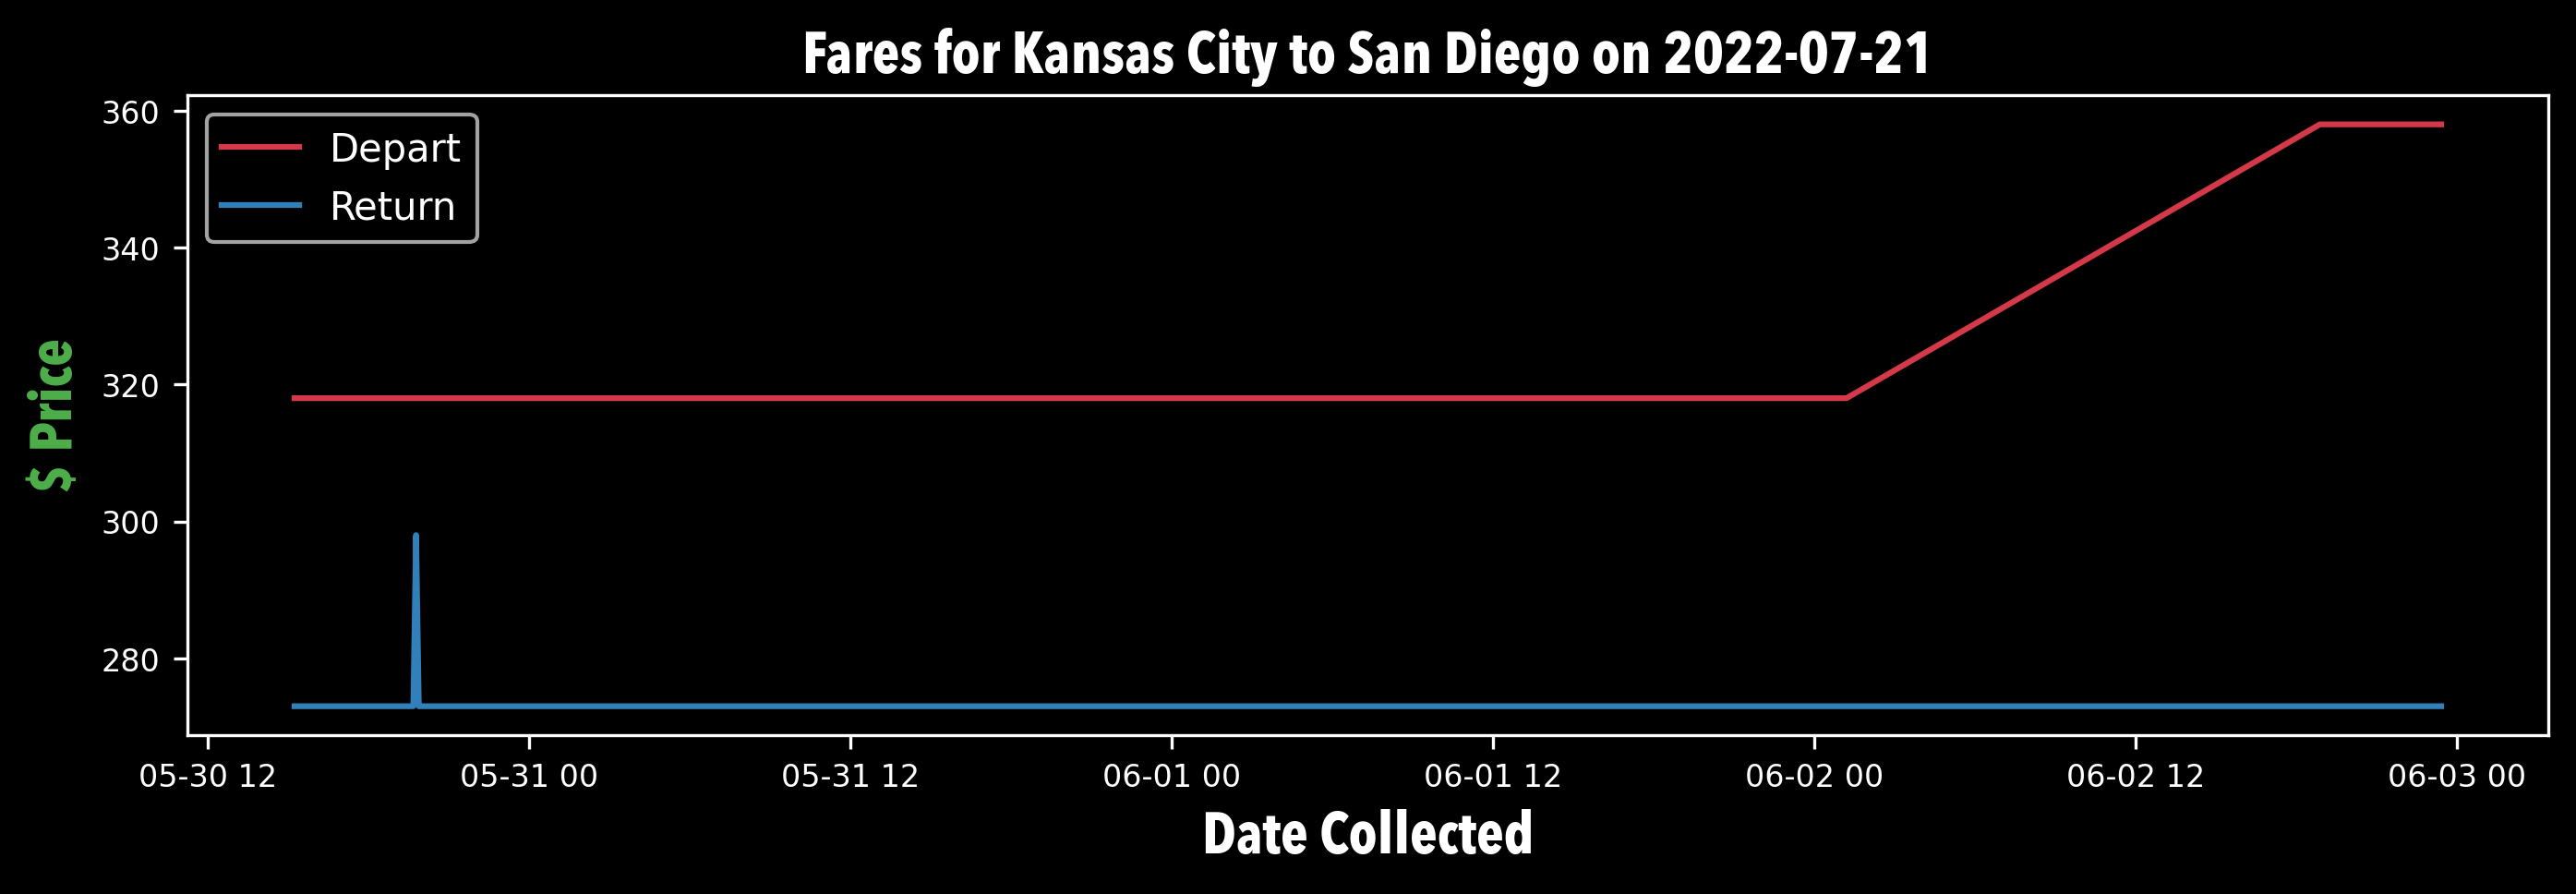 Fares for Kansas City to San Diego on 2022-07-21
360
340
320
300
280
$ Price
Depart
Return
05-30 12
05-31 00
05-31 12
06-01 00
06-01 12
06-02 00
06-02 12
06-03 00
Date Collected